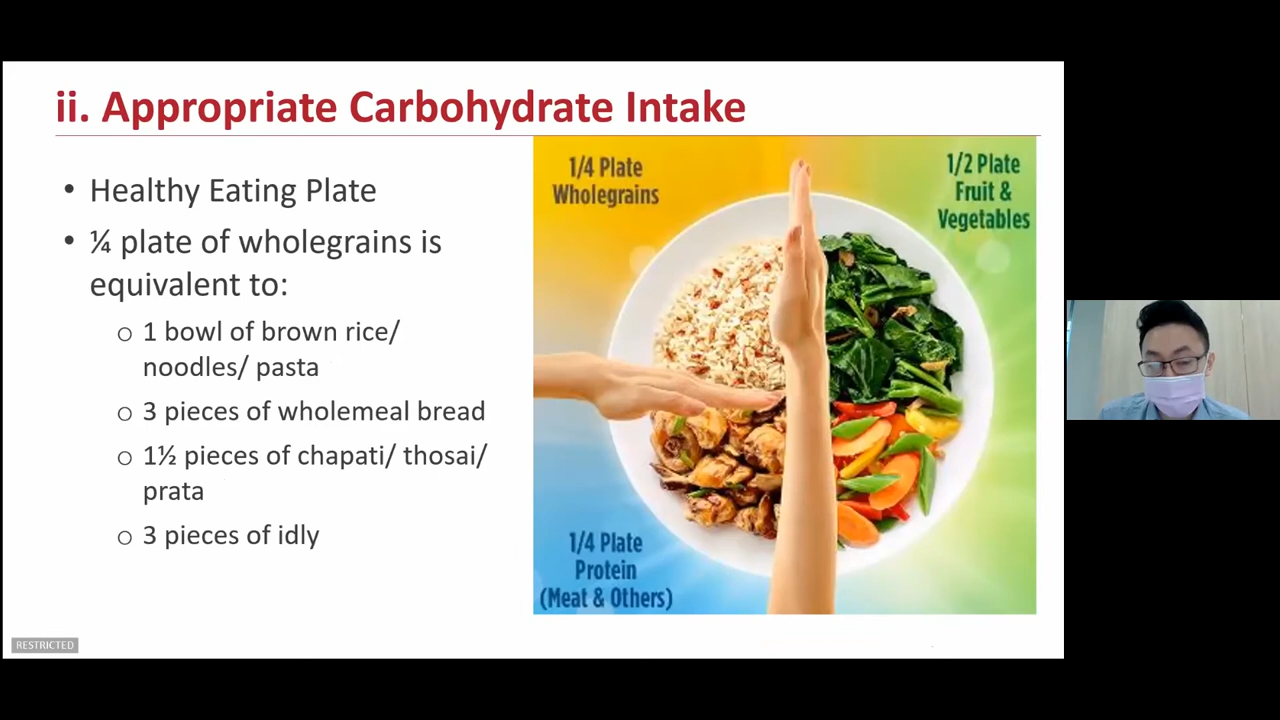 ii. Appropriate Carbohydrate Intake
• Healthy Eating Plate
• ¼ plate of wholegrains is
equivalent to:
o 1 bowl of brown rice/
noodles/ pasta
o 3 pieces of wholemeal bread
o 1½ pieces of chapati/ thosai/
prata
o 3 pieces of idly
1/4 Plate
Wholegrains
1/2 Plate
Fruit &
Vegetables
1/4 Plate
Protein
(Meat & Others)
RESTRICTED